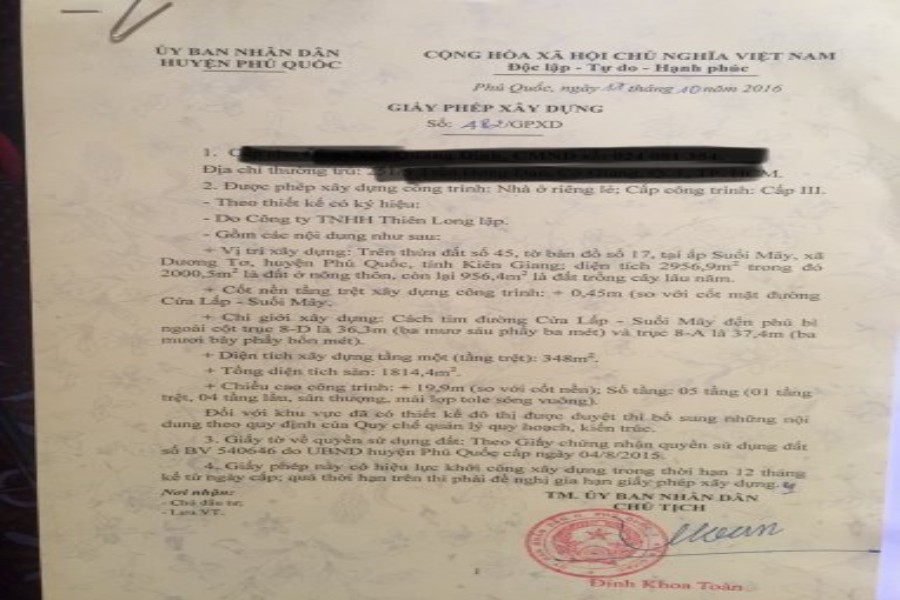 ỦY BAN NHÂN DÂN
HUYỆN PHÚ QUỐC
CỘNG HÒA XÃ HỘI CHỦ NGHĨA VIỆT NAM
Độc lập - Tự do - Hạnh phúc
Phú Quốc, ngày tháng 10 năm 2016
GIẤY PHÉP XÂY DỰNG
Số: 482/GPXD
1.
Địa chỉ thường trú:
2. Được phép xây dựng công trình: Nhà ở riêng lẻ; Cấp công trình: Cấp III.
- Theo thiết kế có ký hiệu:
- Do Công ty TNHH Thiên Long lập.
- Gồm các nội dung như sau:
+ Vị trí xây dựng: Trên thửa đất số 45, tờ bản đồ số 17, tại ấp Suối Mây, xã
Dương Tơ, huyện Phú Quốc, tỉnh Kiên Giang; diện tích 2956,9m² trong đó
2000,5m² là đất ở nông thôn, còn lại 956,4m² là đất trồng cây lâu năm.
+ Cốt nền tầng trệt xây dựng công trình: + 0,45m (so với cốt mặt đường
Cửa Lấp - Suối Mây.
+ Chỉ giới xây dựng: Cách tim đường Cửa Lấp - Suối Mây đến phủ bì
ngoài cột trục 8-D là 36,3m (ba mươ sáu phẩy ba mét) và trục 8-A là 37,4m (ba
mươi bảy phẩy bốn mét).
+ Diện tích xây dựng tầng một (tầng trệt): 348m².
+ Tổng diện tích sàn: 1814,4m².
+ Chiều cao công trình: + 19,9m (so với cốt nền); Số tầng: 05 tầng (01 tầng
trệt, 04 tầng lầu, sân thượng, mái lợp tole sóng vuông).
Đối với khu vực đã có thiết kế đô thị được duyệt thì bổ sung những nội
dung theo quy định của Quy chế quản lý quy hoạch, kiến trúc.
3. Giấy tờ về quyền sử dụng đất: Theo Giấy chứng nhận quyền sử dụng đất
số BV 540646 do UBND huyện Phú Quốc cấp ngày 04/8/2015.
4. Giấy phép này có hiệu lực khởi công xây dựng trong thời hạn 12 tháng
kể từ ngày cấp; quá thời hạn trên thì phải đề nghị gia hạn giấy phép xây dựng.
Nơi nhận:
- Chủ đầu tư;
- Lưu VT.
TM. ỦY BAN NHÂN DÂN
CHỦ TỊCH
Đinh Khoa Toàn